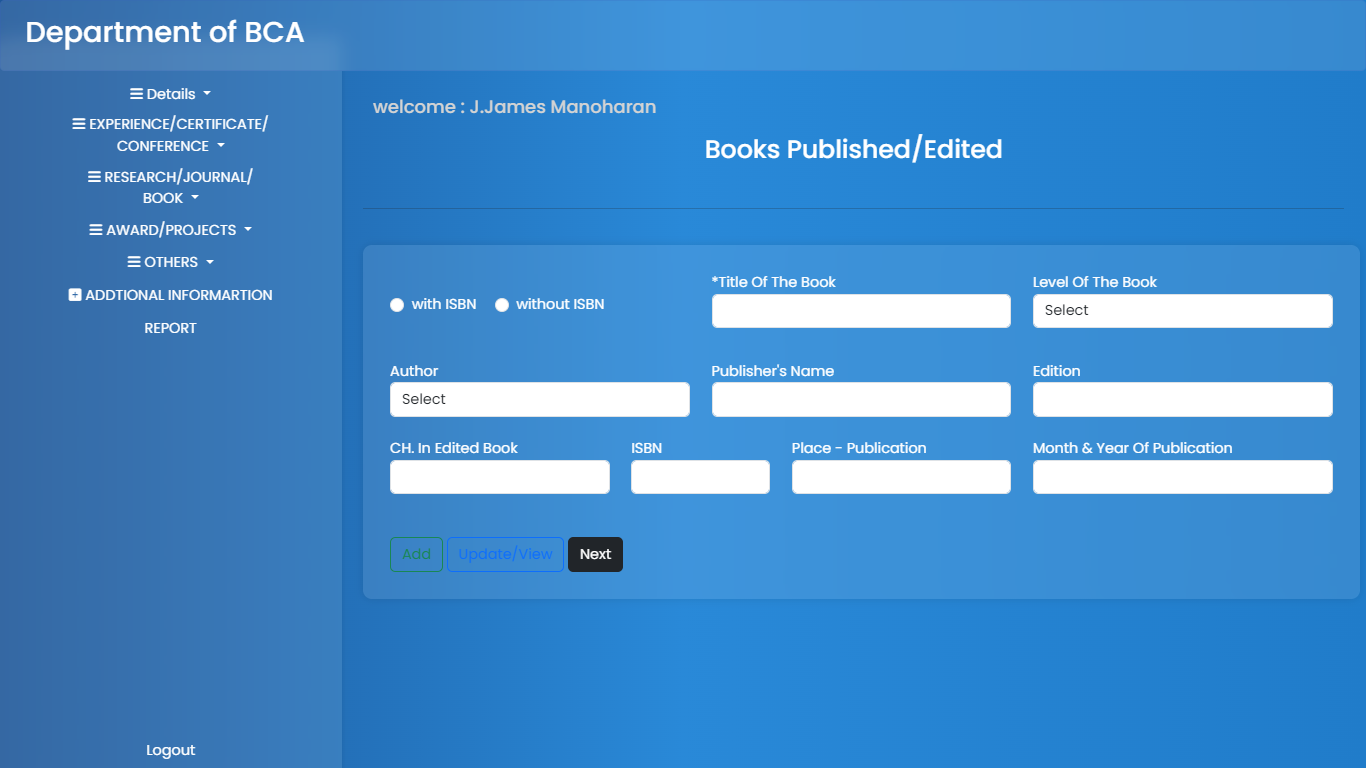 Department of BCA
Details
EXPERIENCE/CERTIFICATE/
CONFERENCE
RESEARCH/JOURNAL/
BOOK
AWARD/PROJECTS
OTHERS
ADDTIONAL INFORMARTION
REPORT
Logout
welcome : J.James Manoharan
Books Published/Edited
with ISBN without ISBN
*Title Of The Book
Level Of The Book
Select
Author
Select
Publisher's Name
Edition
CH. In Edited Book
ISBN
Place - Publication
Month & Year Of Publication
Add Update/View Next